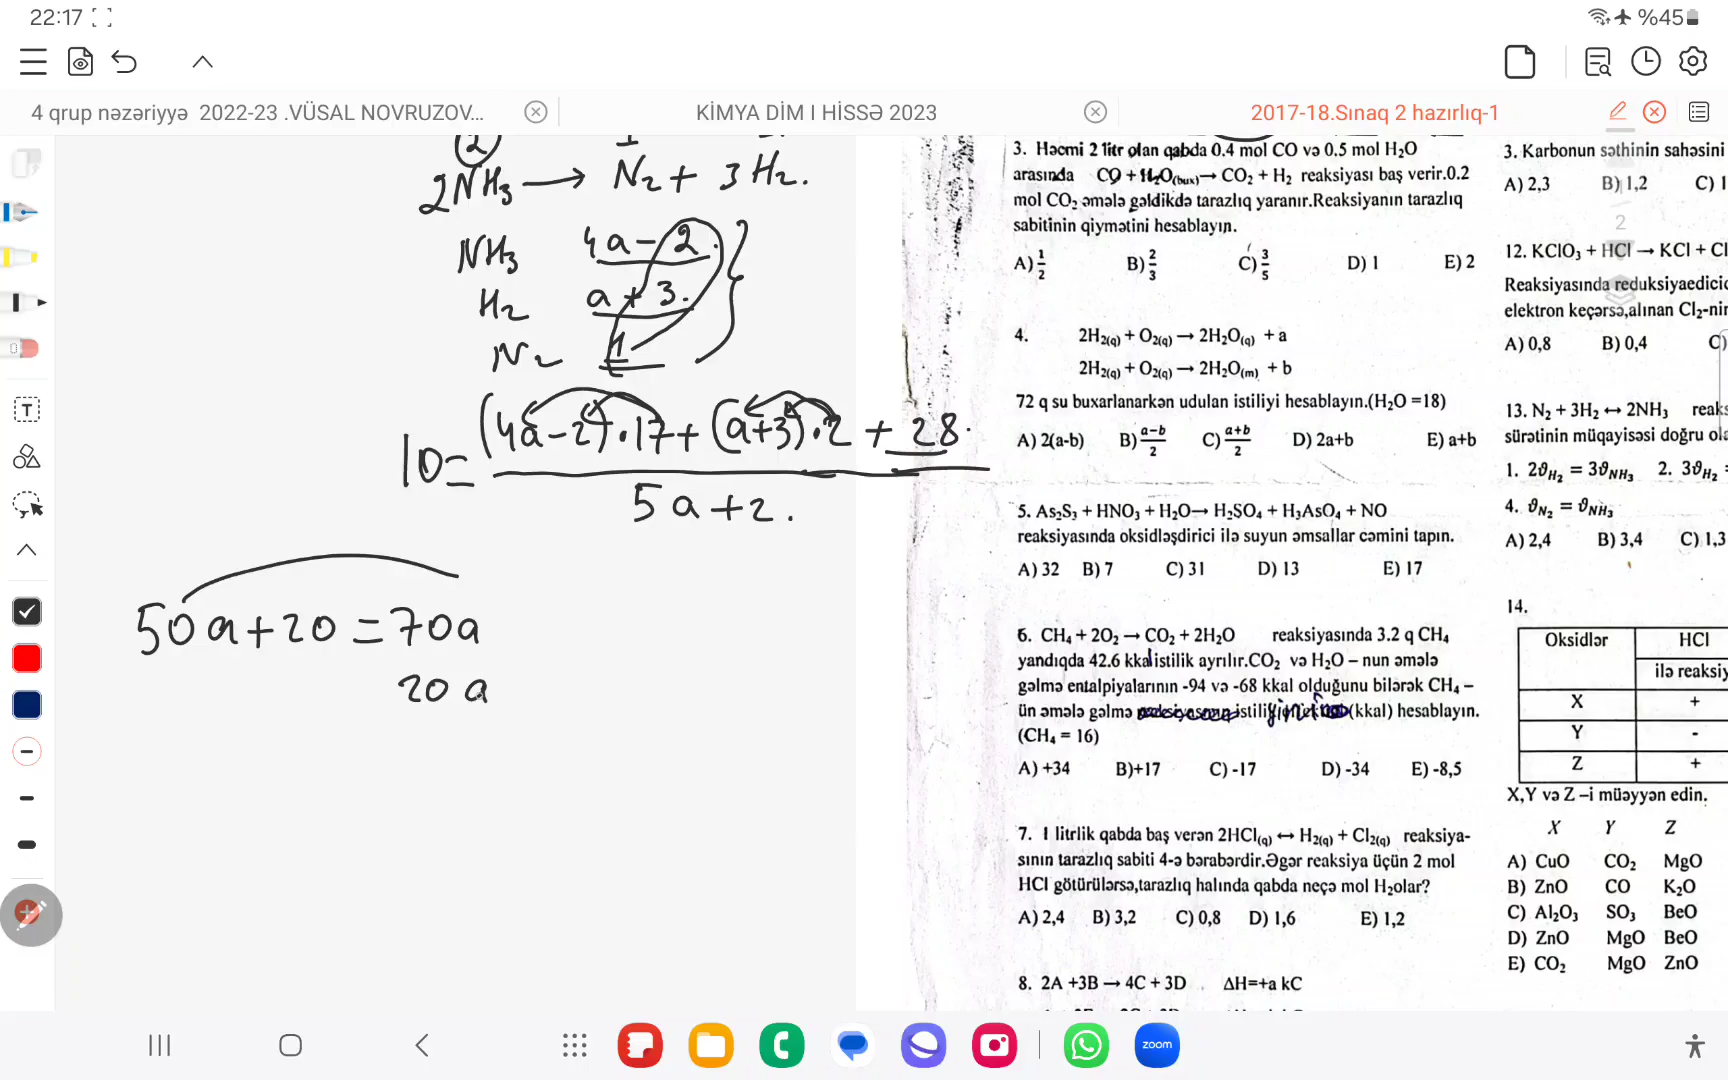 22:17
%45
4 qrup nəzəriyyə 2022-23 .VÜSAL NOVRUZOV...
KİMYA DİM I HİSSƏ 2023
2017-18.Sınaq 2 hazırlıq-1
2
2NH₃ → N₂ + 3H₂.
NH₃ 4a-2.
H₂ a+3.
N₂ 1
10 = (4a-2)·17+(a+3)·2+28.
5a+2.
50a+20=70a
20a
3. Həcmi 2 litr olan qabda 0.4 mol CO və 0.5 mol H₂O
arasında CO + H₂O(bux)→ CO₂ + H₂ reaksiyası baş verir.0.2
mol CO₂ əmələ gəldikdə tarazlıq yaranır.Reaksiyanın tarazlıq
sabitinin qiymətini hesablayın.
A) 1/2 B) 2/3 C) 3/5 D) 1 E) 2
4. 2H₂(q) + O₂(q) → 2H₂O(q) + a
2H₂(q) + O₂(q) → 2H₂O(m) + b
72 q su buxarlanarkən udulan istiliyi hesablayın.(H₂O =18)
A) 2(a-b) B) a−b/2 C) a+b/2 D) 2a+b E) a+b
5. As₂S₃ + HNO₃ + H₂O→ H₂SO₄ + H₃AsO₄ + NO
reaksiyasında oksidləşdirici ilə suyun əmsallar cəmini tapın.
A) 32 B) 7 C) 31 D) 13 E) 17
6. CH₄ + 2O₂ → CO₂ + 2H₂O reaksiyasında 3.2 q CH₄
yandıqda 42.6 kkal istilik ayrılır.CO₂ və H₂O – nun əmələ
gəlmə entalpiyalarının -94 və -68 kkal olduğunu bilərək CH₄ –
ün əmələ gəlmə istiliyini (kkal) hesablayın.
(CH₄ = 16)
A) +34 B)+17 C) -17 D) -34 E) -8,5
7. 1 litrlik qabda baş verən 2HCl(q) ↔ H₂(q) + Cl₂(q) reaksiya-
sının tarazlıq sabiti 4-ə bərabərdir.Əgər reaksiya üçün 2 mol
HCl götürülərsə,tarazlıq halında qabda neçə mol H₂olar?
A) 2,4 B) 3,2 C) 0,8 D) 1,6 E) 1,2
8. 2A +3B → 4C + 3D ΔH=+a kC
3. Karbonun səthinin sahəsini
A) 2,3 B) 1,2 C) 1
12. KClO₃ + HCl → KCl + Cl
Reaksiyasında reduksiyaedici
elektron keçərsə,alınan Cl₂-nin
A) 0,8 B) 0,4 C)
13. N₂ + 3H₂ ↔ 2NH₃ reaks
sürətinin müqayisəsi doğru ola
1. 2ϑH₂ = 3ϑNH₃ 2. 3ϑH₂ =
4. ϑN₂ = ϑNH₃
A) 2,4 B) 3,4 C) 1,3
14.
Oksidlər HCl
ilə reaksiy
X +
Y -
Z +
X,Y və Z –i müəyyən edin.
X Y Z
A) CuO CO₂ MgO
B) ZnO CO K₂O
C) Al₂O₃ SO₃ BeO
D) ZnO MgO BeO
E) CO₂ MgO ZnO
zoom